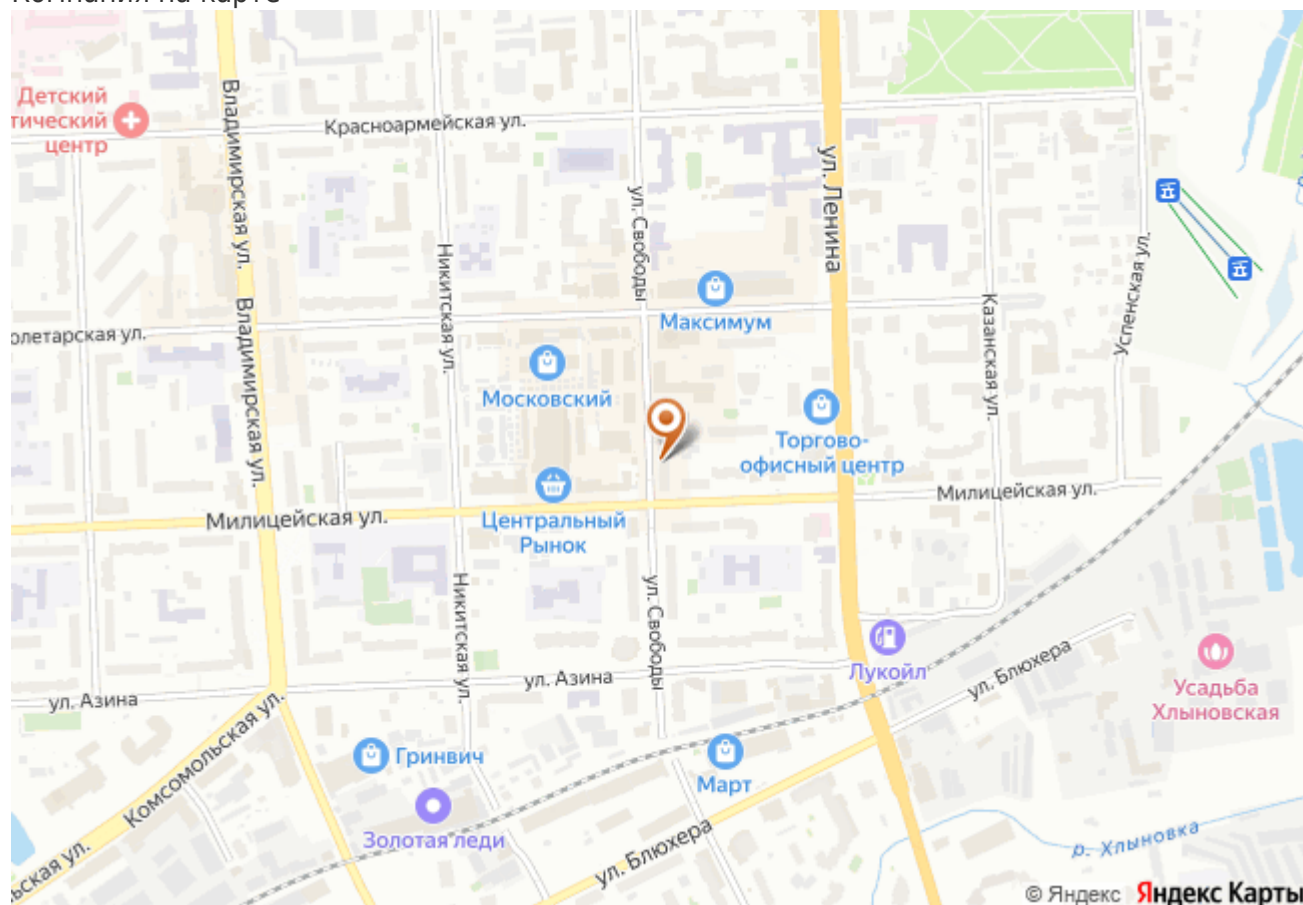 Компания на карте
Детский
тический
центр
Красноармейская ул.
Владимирская ул.
ул. Свободы
ул. Ленина
Никитская ул.
Успенская ул.
Казанская ул.
Максимум
олетарская ул.
Владимирская ул.
Московский
Торгово-
офисный центр
Милицейская ул.
Милицейская ул.
Центральный
Рынок
Никитская ул.
ул. Свободы
ул. Азина
ул. Азина
Лукойл
ул. Блюхера
Усадьба
Хлыновская
Комсомольская ул.
Гринвич
Март
Золотая леди
ул. Блюхера
р. Хлыновка
ьская ул.
© Яндекс Яндекс Карты